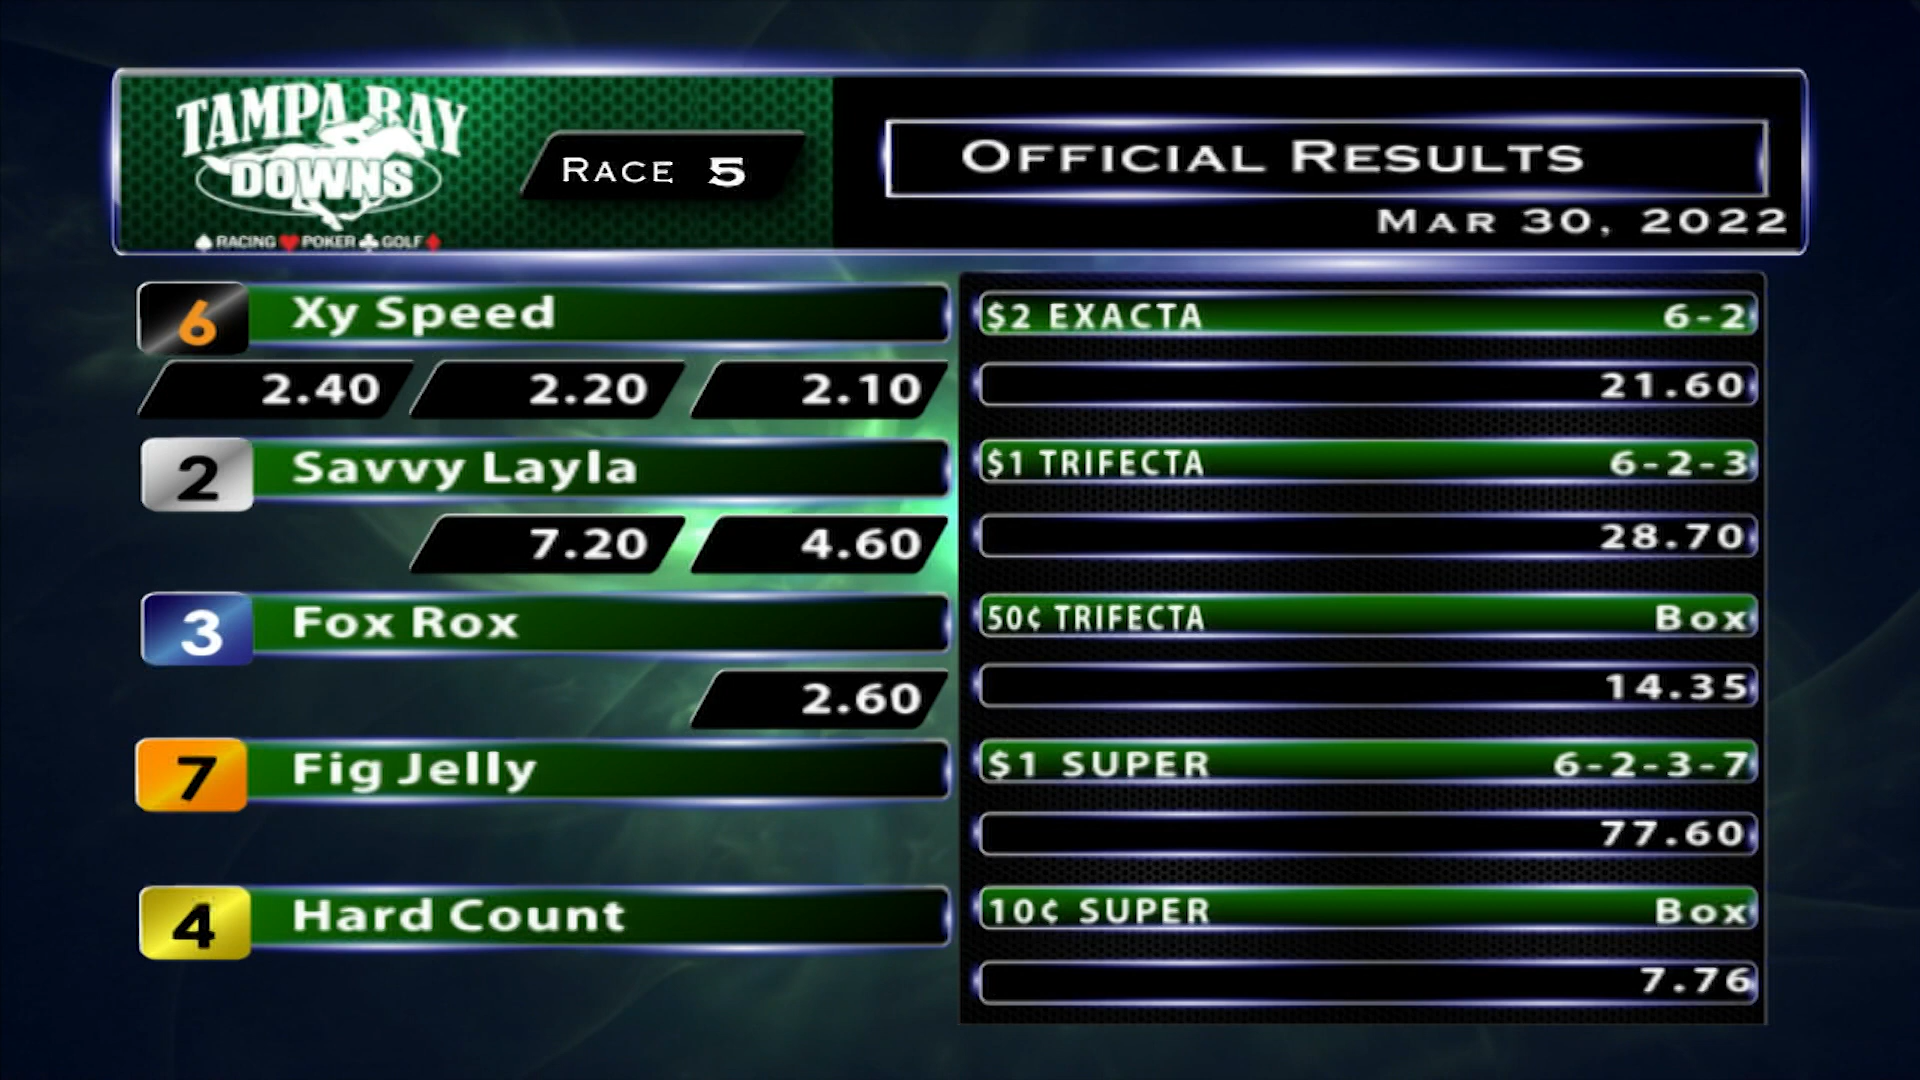 TAMPA BAY
DOWNS
RACING POKER GOLF
RACE 5
OFFICIAL RESULTS
MAR 30, 2022
6 Xy Speed
2.40 2.20 2.10
2 Savvy Layla
7.20 4.60
3 Fox Rox
2.60
7 Fig Jelly
4 Hard Count
$2 EXACTA 6-2
21.60
$1 TRIFECTA 6-2-3
28.70
50¢ TRIFECTA Box
14.35
$1 SUPER 6-2-3-7
77.60
10¢ SUPER Box
7.76